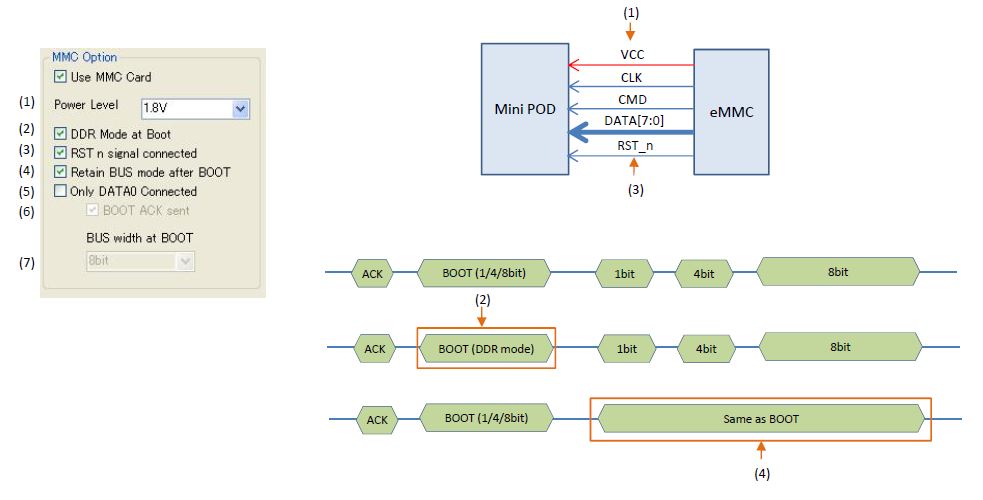 MMC Option
Use MMC Card
(1) Power Level 1.8V
(2) DDR Mode at Boot
(3) RST n signal connected
(4) Retain BUS mode after BOOT
(5) Only DATA0 Connected
(6) BOOT ACK sent
BUS width at BOOT
(7) 8bit
(1)
Mini POD
VCC
CLK
CMD
DATA[7:0]
RST_n
eMMC
(3)
ACK BOOT (1/4/8bit) 1bit 4bit 8bit
(2)
ACK BOOT (DDR mode) 1bit 4bit 8bit
ACK BOOT (1/4/8bit) Same as BOOT
(4)